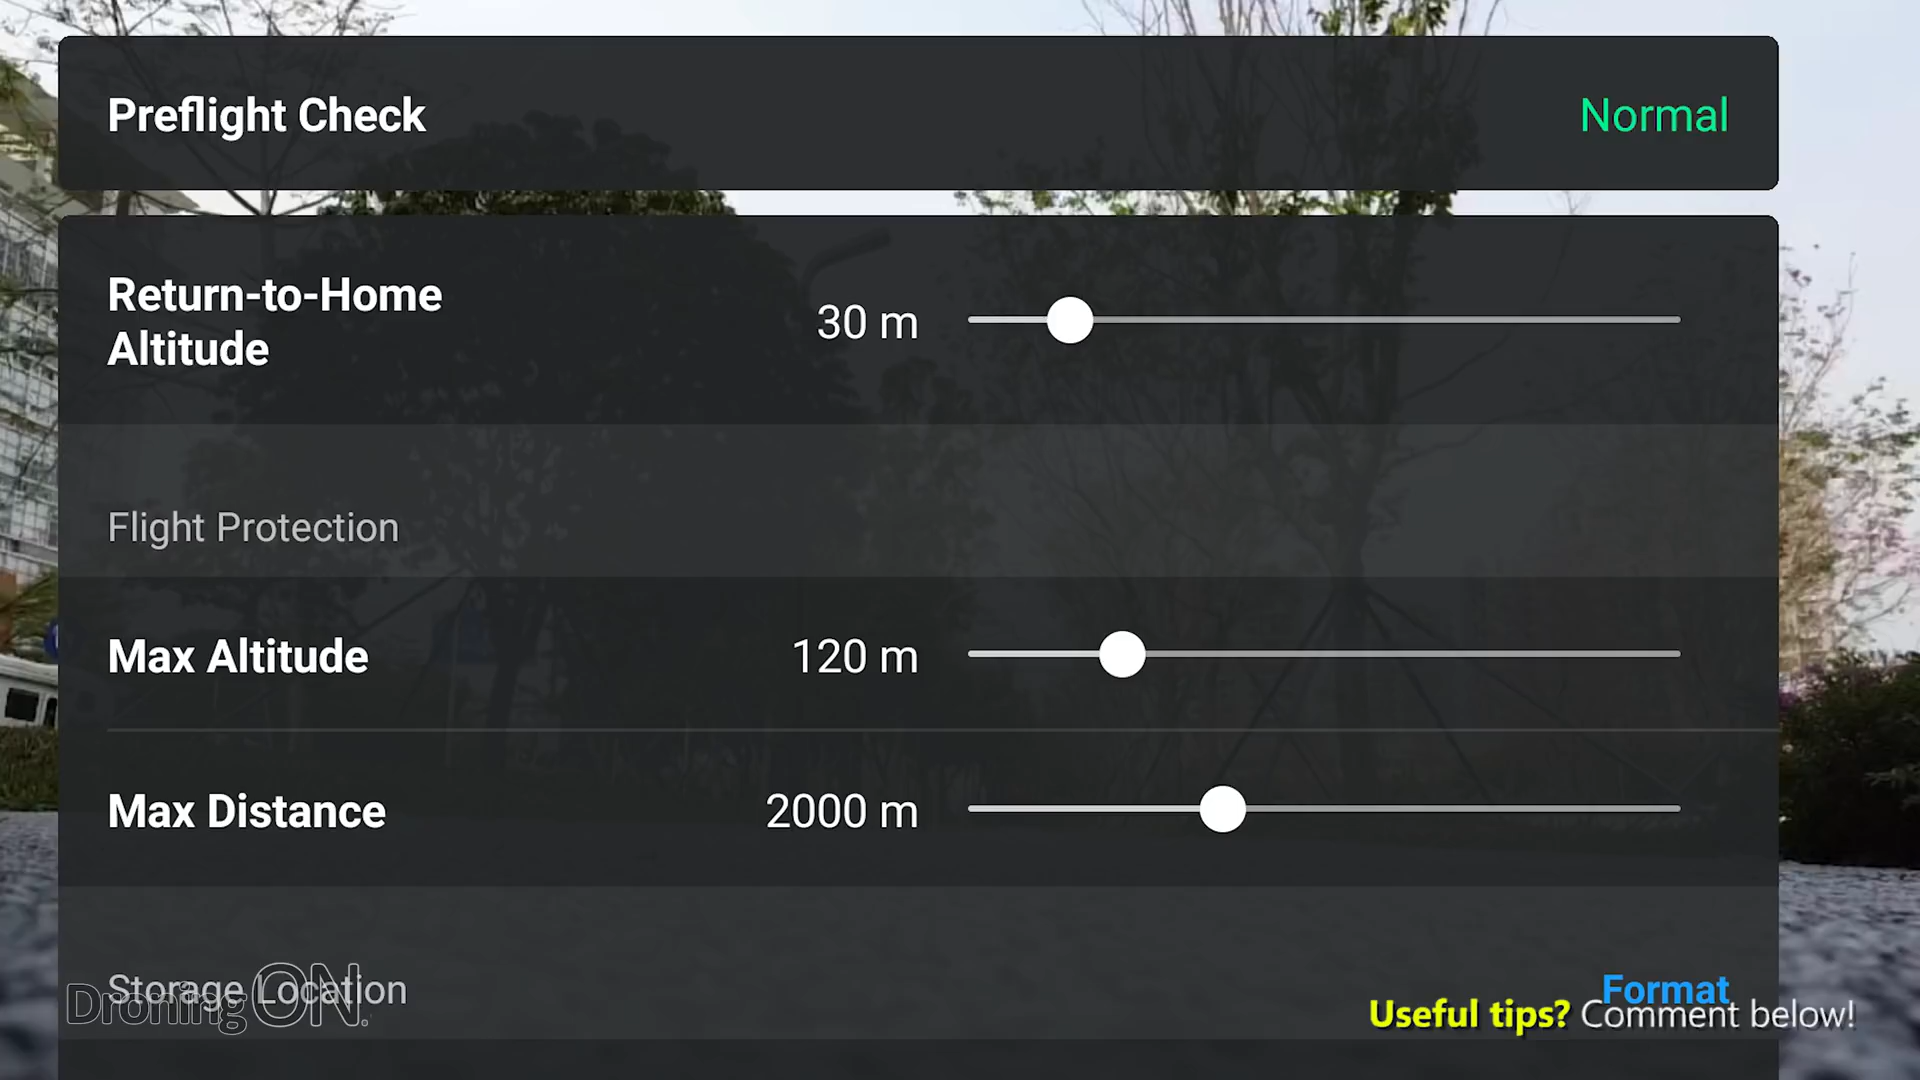 Preflight Check
Normal
Return-to-Home
Altitude
30 m
Flight Protection
Max Altitude
120 m
Max Distance
2000 m
Storage Location
Format
DroningON.
Useful tips? Comment below!